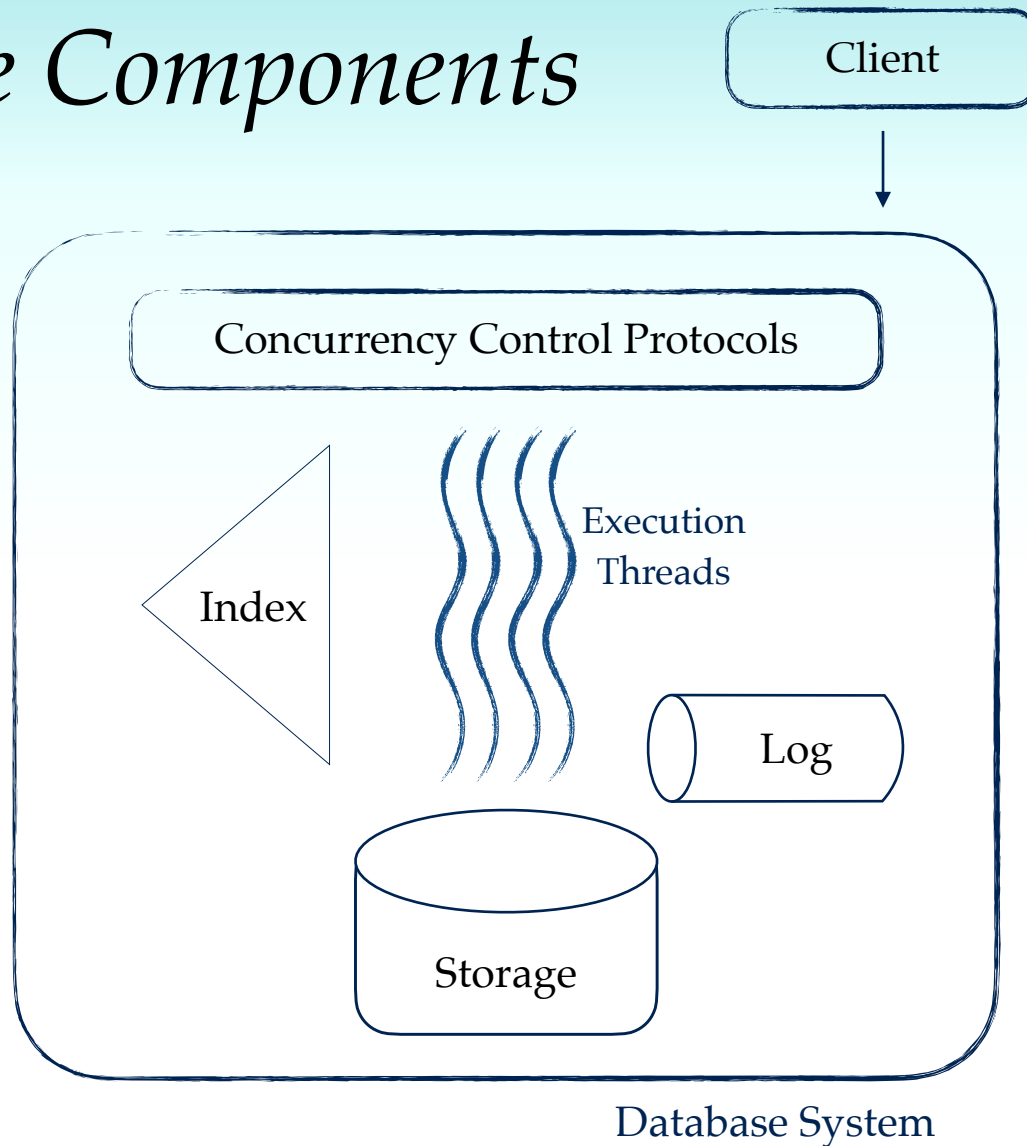 e Components
Client
Concurrency Control Protocols
Execution
Threads
Index
Log
Storage
Database System